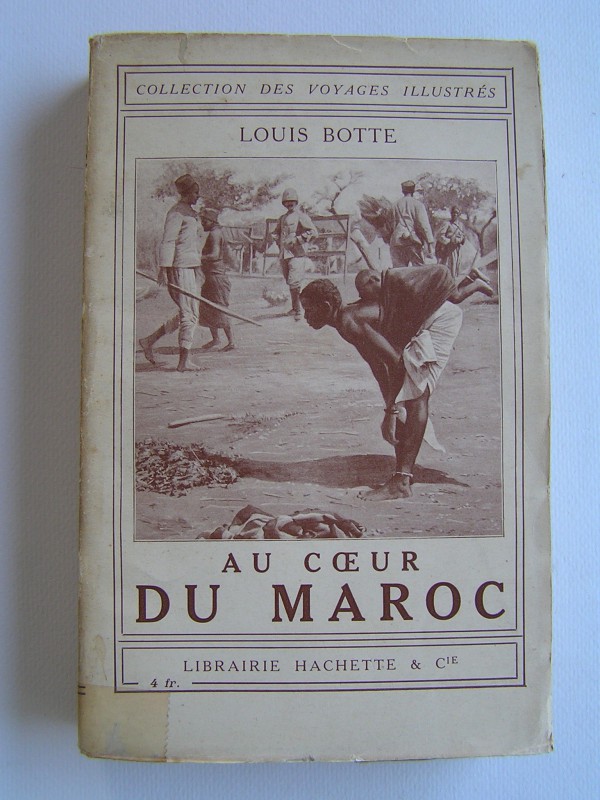 COLLECTION DES VOYAGES ILLUSTRÉS
LOUIS BOTTE
AU CŒUR
DU MAROC
LIBRAIRIE HACHETTE & CIE
4 fr.